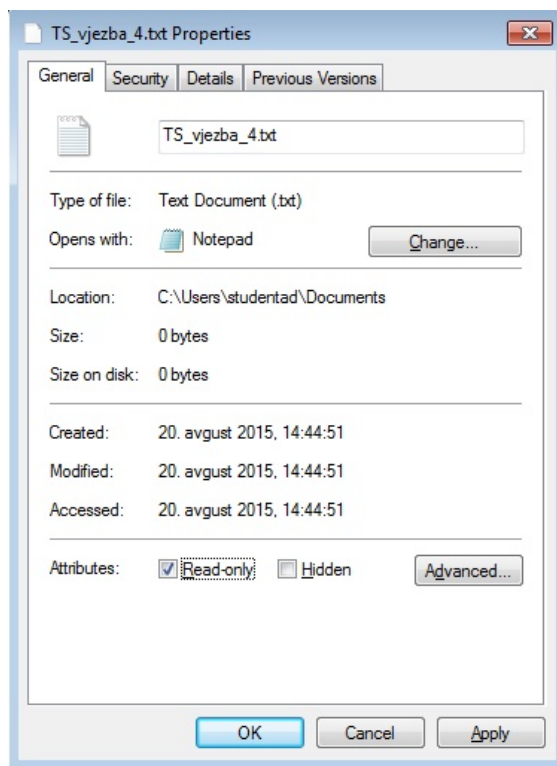 TS_vjezba_4.txt Properties
General Security Details Previous Versions
TS_vjezba_4.txt
Type of file: Text Document (.txt)
Opens with: Notepad Change...
Location: C:\Users\studentad\Documents
Size: 0 bytes
Size on disk: 0 bytes
Created: 20. avgust 2015, 14:44:51
Modified: 20. avgust 2015, 14:44:51
Accessed: 20. avgust 2015, 14:44:51
Attributes: Read-only Hidden Advanced...
OK Cancel Apply